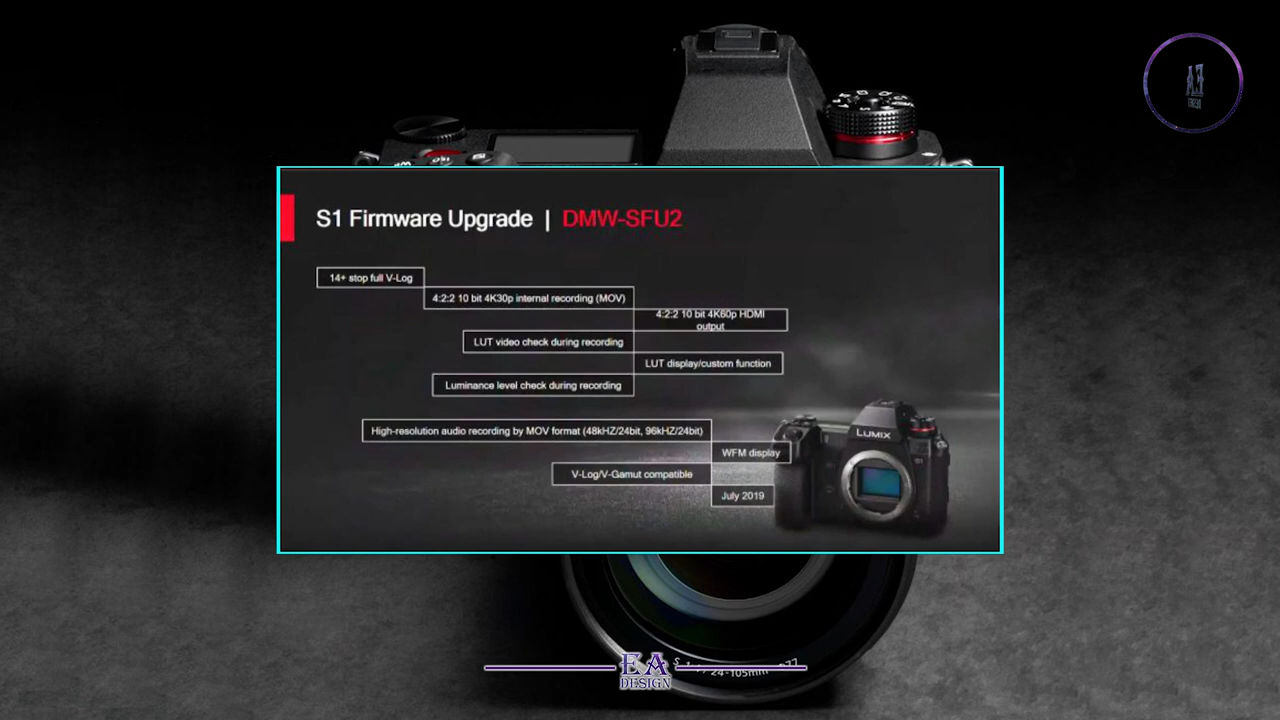 S1 Firmware Upgrade | DMW-SFU2
14+ stop full V-Log
4:2:2 10 bit 4K30p internal recording (MOV)
4:2:2 10 bit 4K60p HDMI
output
LUT video check during recording
LUT display/custom function
Luminance level check during recording
High-resolution audio recording by MOV format (48kHZ/24bit, 96kHZ/24bit)
LUMIX
WFM display
V-Log/V-Gamut compatible
July 2019
24-105mm
EA
DESIGN